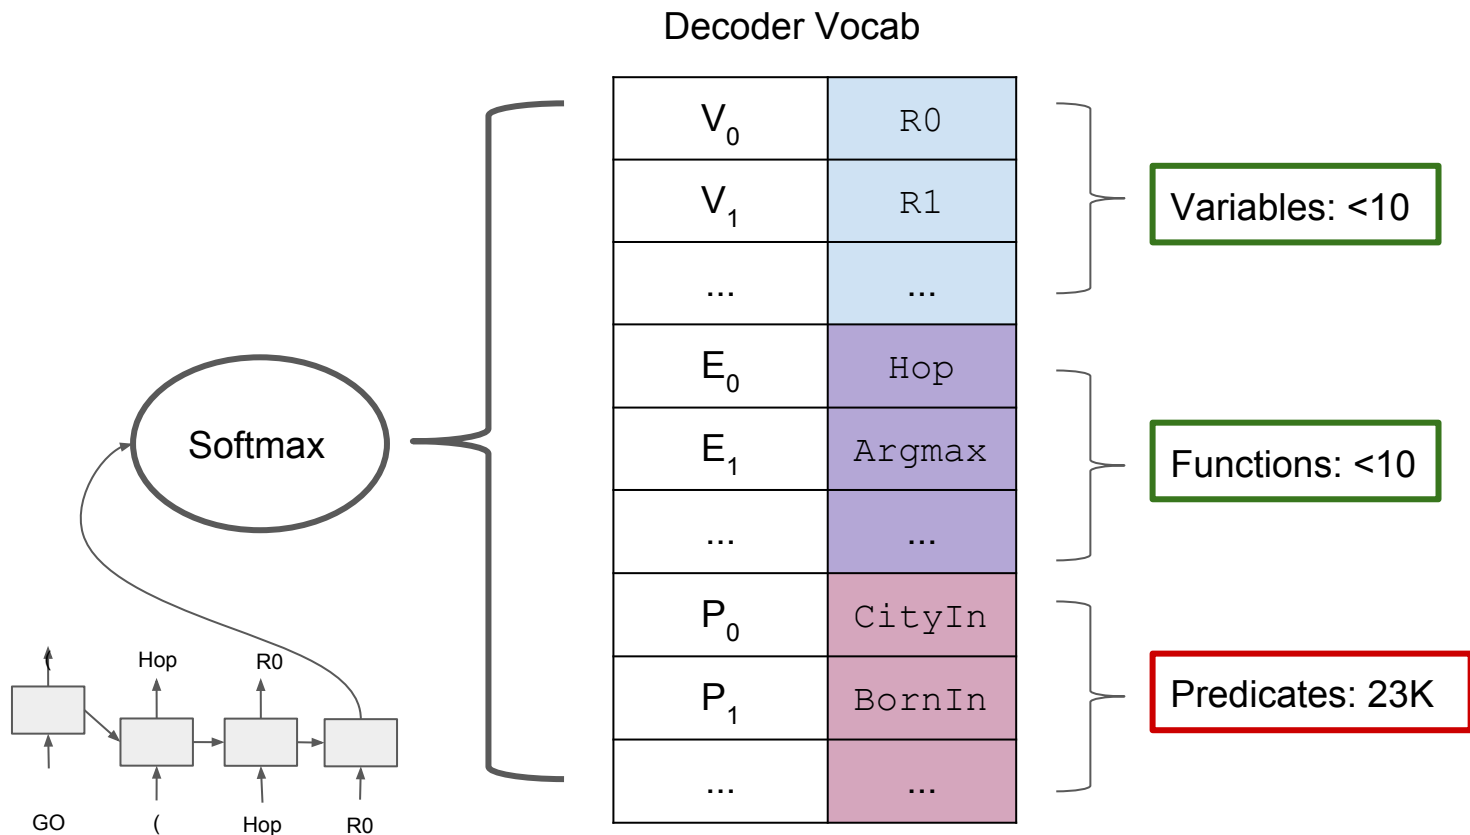 Decoder Vocab
V0 R0
V1 R1
... ...
E0 Hop
E1 Argmax
... ...
P0 CityIn
P1 BornIn
... ...
Variables: <10
Functions: <10
Predicates: 23K
Softmax
( Hop R0
GO ( Hop R0